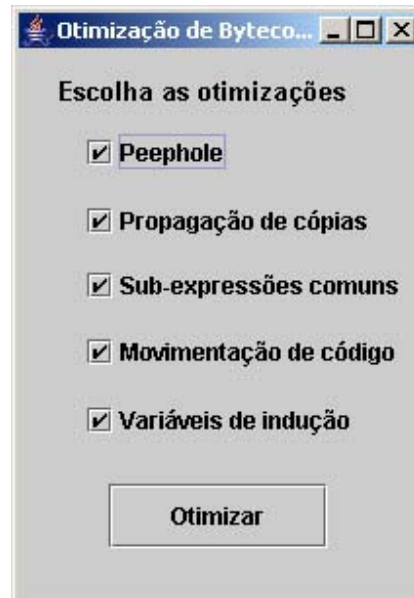 Otimização de Byteco...
Escolha as otimizações
Peephole
Propagação de cópias
Sub-expressões comuns
Movimentação de código
Variáveis de indução
Otimizar